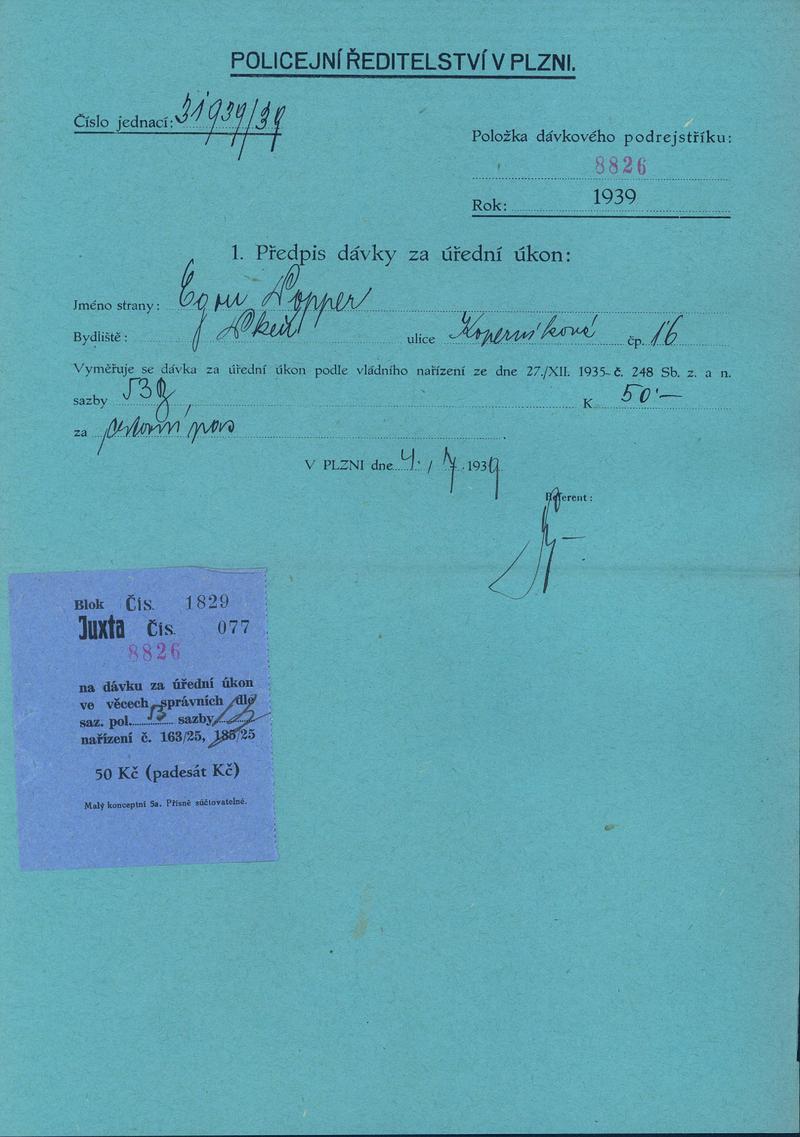 POLICEJNÍ ŘEDITELSTVÍ V PLZNI.
Číslo jednací: 31939/39
Položka dávkového podrejstříku:
8826
Rok: 1939
1. Předpis dávky za úřední úkon:
Jméno strany: Egon Popper
Bydliště: Plzeň ulice Koperníkova čp. 16
Vyměřuje se dávka za úřední úkon podle vládního nařízení ze dne 27./XII. 1935-č. 248 Sb. z. a n.
sazby 53 K 50·—
za cestovní pas
V PLZNI dne 4. / 7. 1939
Referent:
Blok Čís. 1829
Juxta Čís. 077
8826
na dávku za úřední úkon
ve věcech správních dle
saz. pol. 53 sazby
nařízení č. 163/25, 185/25
50 Kč (padesát Kč)
Malý konceptní 5a. Přísně súčtovatelné.